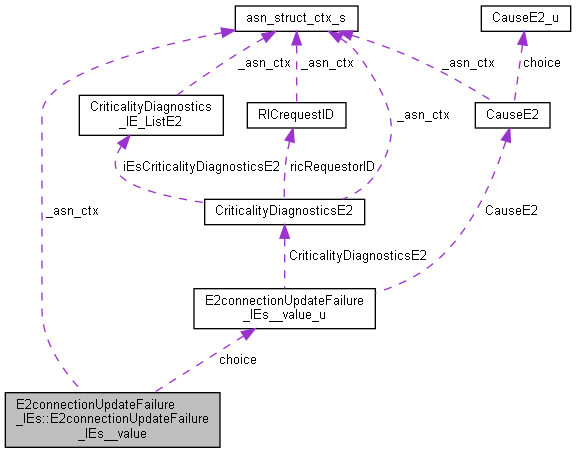 asn_struct_ctx_s
CauseE2_u
_asn_ctx
_asn_ctx
_asn_ctx
choice
CriticalityDiagnostics
_IE_ListE2
RICrequestID
CauseE2
_asn_ctx
iEsCriticalityDiagnosticsE2
ricRequestorID
_asn_ctx
CriticalityDiagnosticsE2
CauseE2
CriticalityDiagnosticsE2
E2connectionUpdateFailure
_IEs__value_u
choice
E2connectionUpdateFailure
_IEs::E2connectionUpdateFailure
_IEs__value